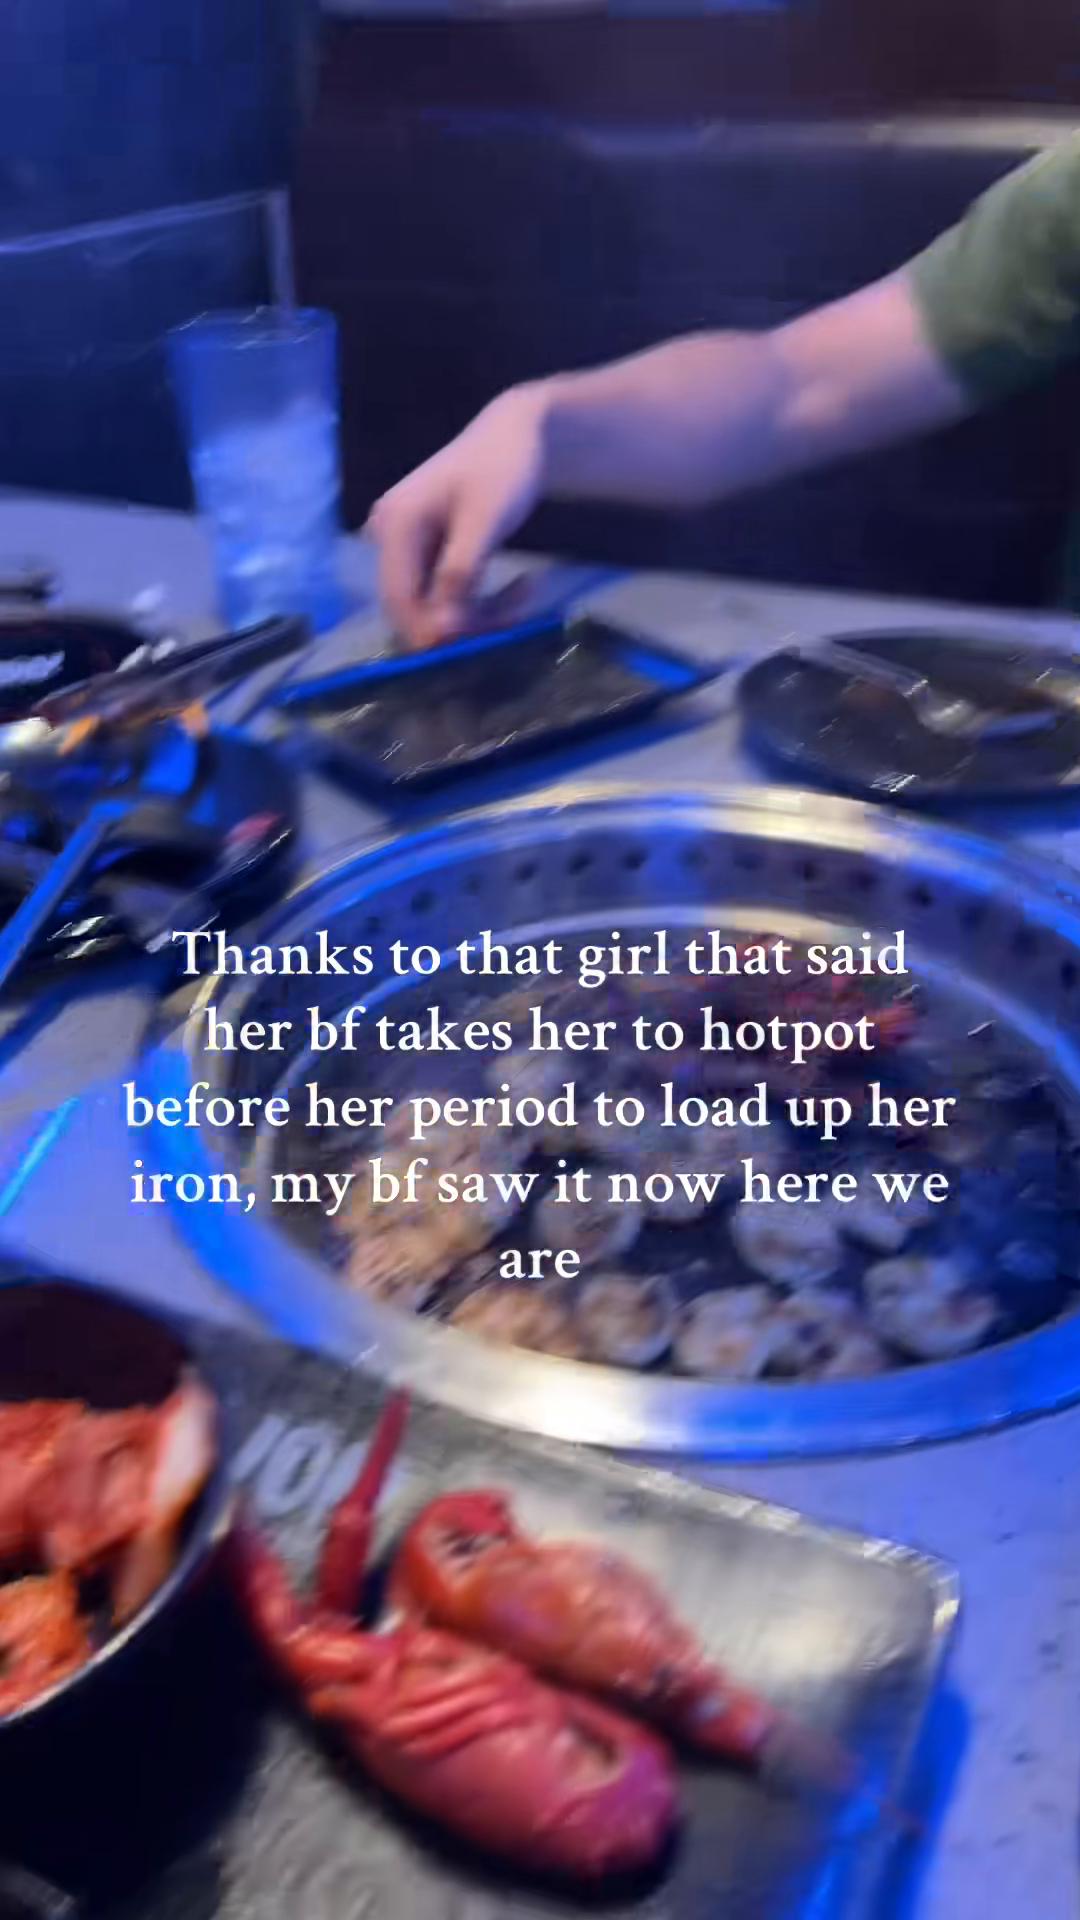 Thanks to that girl that said
her bf takes her to hotpot
before her period to load up her
iron, my bf saw it now here we
are